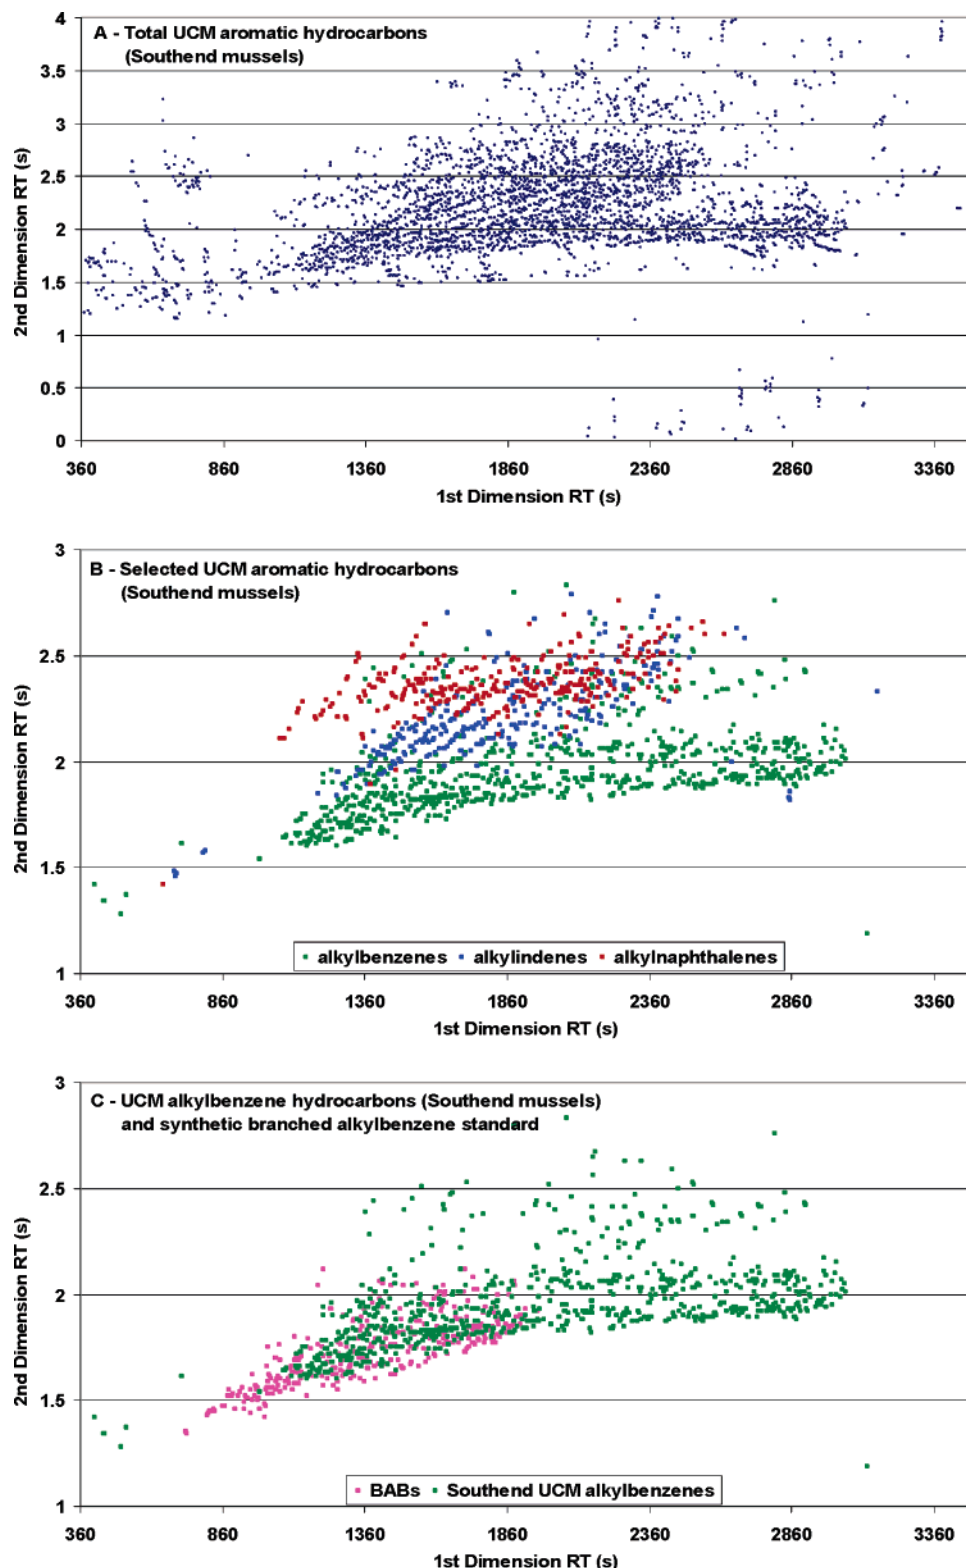 A - Total UCM aromatic hydrocarbons
(Southend mussels)
2nd Dimension RT (s)
4
3.5
3
2.5
2
1.5
1
0.5
0
360 860 1360 1860 2360 2860 3360
1st Dimension RT (s)
B - Selected UCM aromatic hydrocarbons
(Southend mussels)
2nd Dimension RT (s)
3
2.5
2
1.5
1
alkylbenzenes alkylindenes alkylnaphthalenes
360 860 1360 1860 2360 2860 3360
1st Dimension RT (s)
C - UCM alkylbenzene hydrocarbons (Southend mussels)
and synthetic branched alkylbenzene standard
2nd Dimension RT (s)
3
2.5
2
1.5
1
BABs Southend UCM alkylbenzenes
360 860 1360 1860 2360 2860 3360
1st Dimension RT (s)